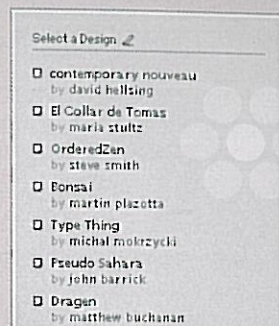 Select a Design
contemporary nouveau
by david hellsing
El Collar de Tomas
by maria stultz
OrderedZen
by steve smith
Bonsai
by martin plazotta
Type Thing
by michal mokrzycki
Pseudo Sahara
by john barrick
Dragen
by matthew buchanan